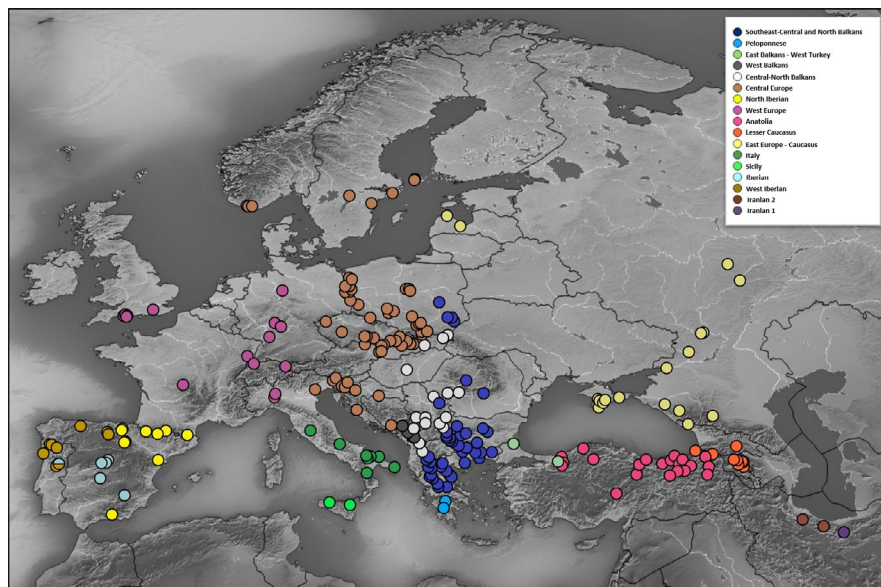 Southeast-Central and North Balkans
Peloponnese
East Balkans - West Turkey
West Balkans
Central-North Balkans
Central Europe
North Iberian
West Europe
Anatolia
Lesser Caucasus
East Europe - Caucasus
Italy
Sicily
Iberian
West Iberian
Iranian 2
Iranian 1